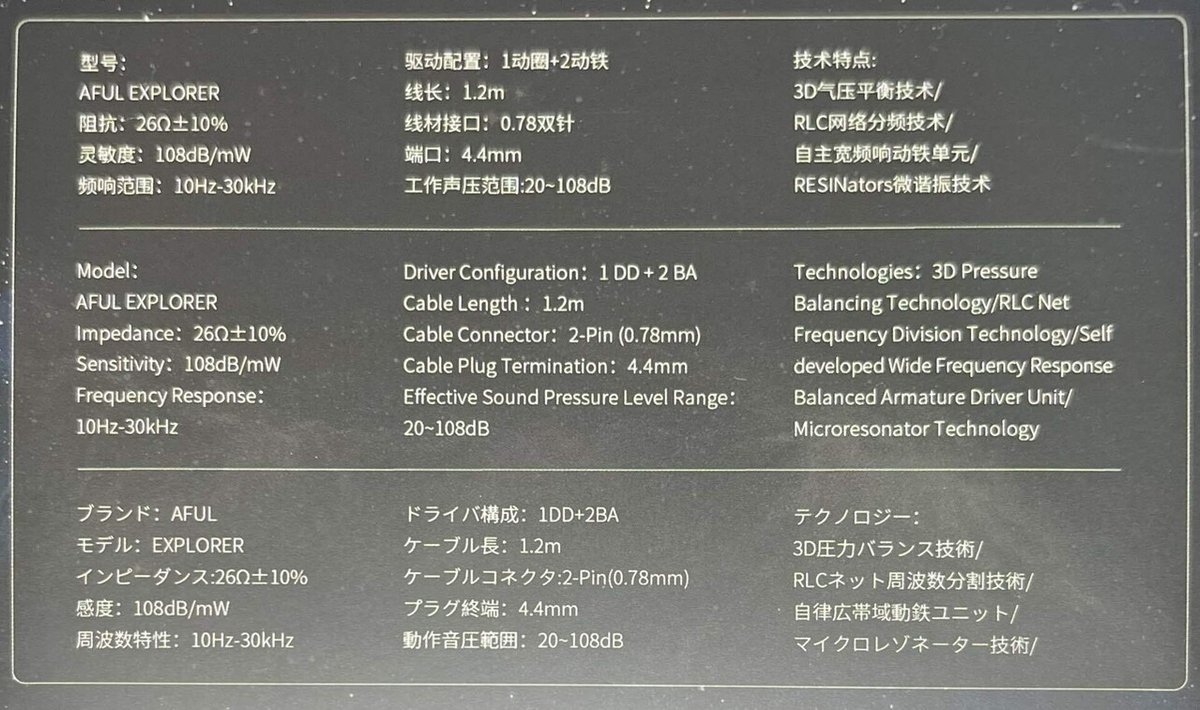 型号：
AFUL EXPLORER
阻抗：26Ω±10%
灵敏度：108dB/mW
频响范围：10Hz-30kHz
驱动配置：1动圈+2动铁
线长：1.2m
线材接口：0.78双针
端口：4.4mm
工作声压范围:20~108dB
技术特点:
3D气压平衡技术/
RLC网络分频技术/
自主宽频响动铁单元/
RESINators微谐振技术
Model：
AFUL EXPLORER
Impedance：26Ω±10%
Sensitivity：108dB/mW
Frequency Response：
10Hz-30kHz
Driver Configuration：1 DD + 2 BA
Cable Length：1.2m
Cable Connector：2-Pin (0.78mm)
Cable Plug Termination：4.4mm
Effective Sound Pressure Level Range：
20~108dB
Technologies：3D Pressure
Balancing Technology/RLC Net
Frequency Division Technology/Self
developed Wide Frequency Response
Balanced Armature Driver Unit/
Microresonator Technology
ブランド：AFUL
モデル：EXPLORER
インピーダンス:26Ω±10%
感度：108dB/mW
周波数特性：10Hz-30kHz
ドライバ構成：1DD+2BA
ケーブル長：1.2m
ケーブルコネクタ:2-Pin(0.78mm)
プラグ終端：4.4mm
動作音圧範囲：20~108dB
テクノロジー：
3D圧力バランス技術/
RLCネット周波数分割技術/
自律広帯域動鉄ユニット/
マイクロレゾネーター技術/